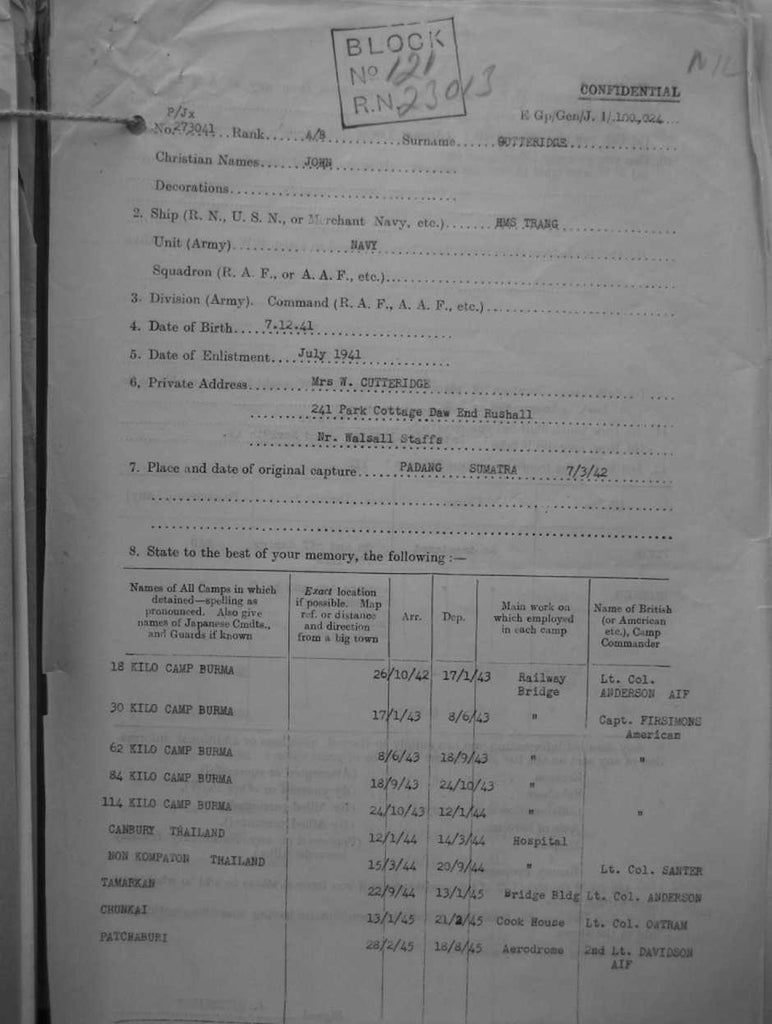 BLOCK
No 121
R.N. 23013
NIL
CONFIDENTIAL
E Gp/Gen/J. 1/.100,024...
P/Jx
No.273041..Rank......A/B............Surname......GUTTERIDGE.............
Christian Names......JOHN...................
Decorations.......................................
2. Ship (R. N., U. S. N., or Merchant Navy, etc.).......HMS TRANG...............
Unit (Army)...................NAVY.............
Squadron (R. A. F., or A. A. F., etc.)...............
3. Division (Army). Command (R. A. F., A. A. F., etc.)...............................
4. Date of Birth....7.12.41...................
5. Date of Enlistment....July 1941...............
6. Private Address.........Mrs W. CUTTERIDGE
241 Park Cottage Daw End Rushall
Nr. Walsall Staffs
7. Place and date of original capture......PADANG SUMATRA 7/3/42
8. State to the best of your memory, the following :—
Names of All Camps in which detained—spelling as pronounced. Also give names of Japanese Cmdts., and Guards if known
Exact location if possible. Map ref. or distance and direction from a big town
Arr.
Dep.
Main work on which employed in each camp
Name of British (or American etc.), Camp Commander
18 KILO CAMP BURMA 26/10/42 17/1/43 Railway Bridge Lt. Col. ANDERSON AIF
30 KILO CAMP BURMA 17/1/43 8/6/43 " Capt. FIRSIMONS American
62 KILO CAMP BURMA 8/6/43 18/9/43 " "
84 KILO CAMP BURMA 18/9/43 24/10/43 "
114 KILO CAMP BURMA 24/10/43 12/1/44 " "
CANBURY THAILAND 12/1/44 14/3/44 Hospital
NON KOMPATON THAILAND 15/3/44 20/9/44 " Lt. Col. SANTER
TAMARKAN 22/9/44 13/1/45 Bridge Bldg Lt. Col. ANDERSON
CHUNKAI 13/1/45 21/2/45 Cook House Lt. Col. OATRAM
PATCHABURI 28/2/45 18/8/45 Aerodrome 2nd Lt. DAVIDSON AIF